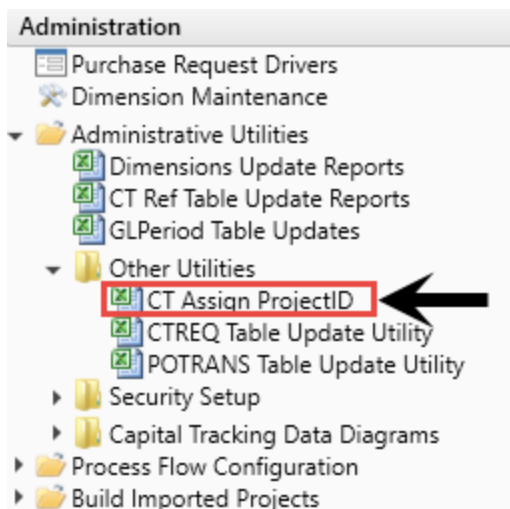 Administration
Purchase Request Drivers
Dimension Maintenance
Administrative Utilities
Dimensions Update Reports
CT Ref Table Update Reports
GLPeriod Table Updates
Other Utilities
CT Assign ProjectID
CTREQ Table Update Utility
POTRANS Table Update Utility
Security Setup
Capital Tracking Data Diagrams
Process Flow Configuration
Build Imported Projects